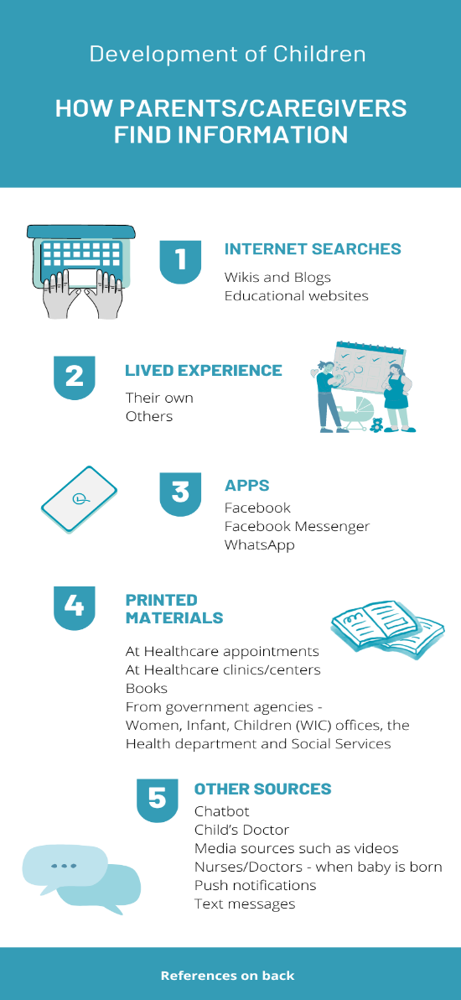 Development of Children
HOW PARENTS/CAREGIVERS
FIND INFORMATION
1
INTERNET SEARCHES
Wikis and Blogs
Educational websites
2
LIVED EXPERIENCE
Their own
Others
3
APPS
Facebook
Facebook Messenger
WhatsApp
4
PRINTED
MATERIALS
At Healthcare appointments
At Healthcare clinics/centers
Books
From government agencies -
Women, Infant, Children (WIC) offices, the
Health department and Social Services
5
OTHER SOURCES
Chatbot
Child's Doctor
Media sources such as videos
Nurses/Doctors - when baby is born
Push notifications
Text messages
References on back